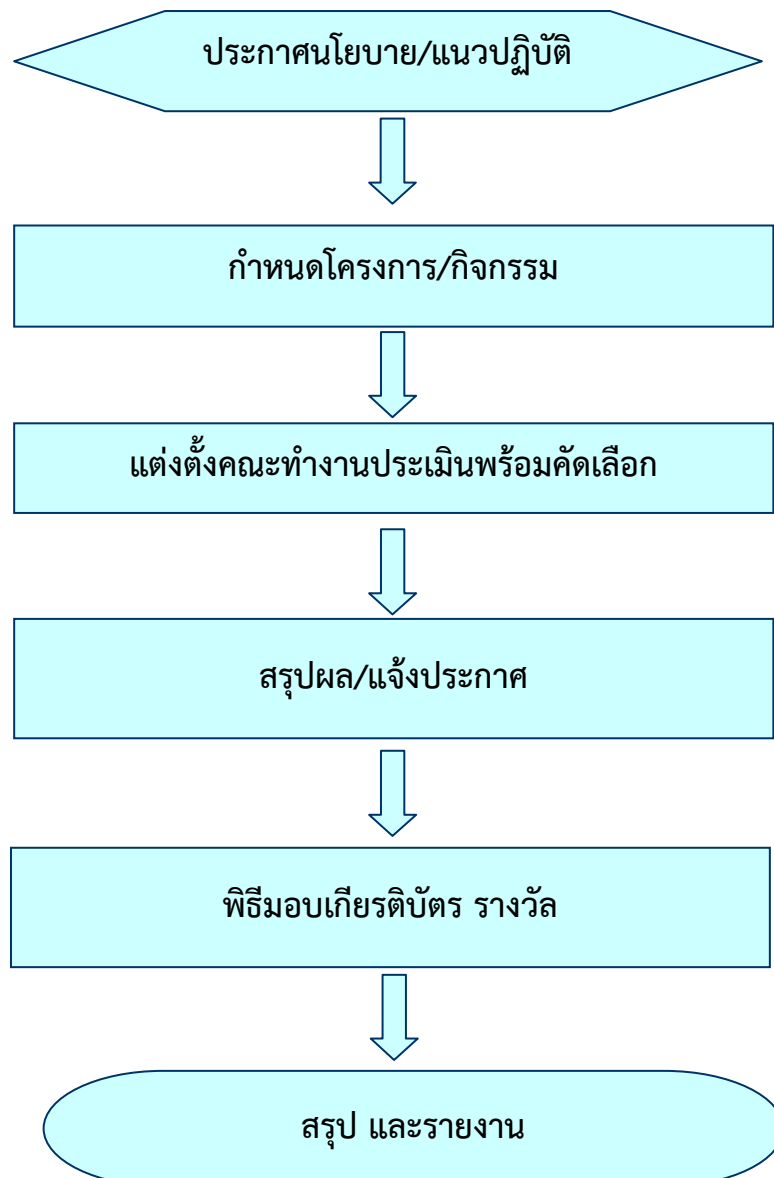 ประกาศนโยบาย/แนวปฏิบัติ
กำหนดโครงการ/กิจกรรม
แต่งตั้งคณะทำงานประเมินพร้อมคัดเลือก
สรุปผล/แจ้งประกาศ
พิธีมอบเกียรติบัตร รางวัล
สรุป และรายงาน